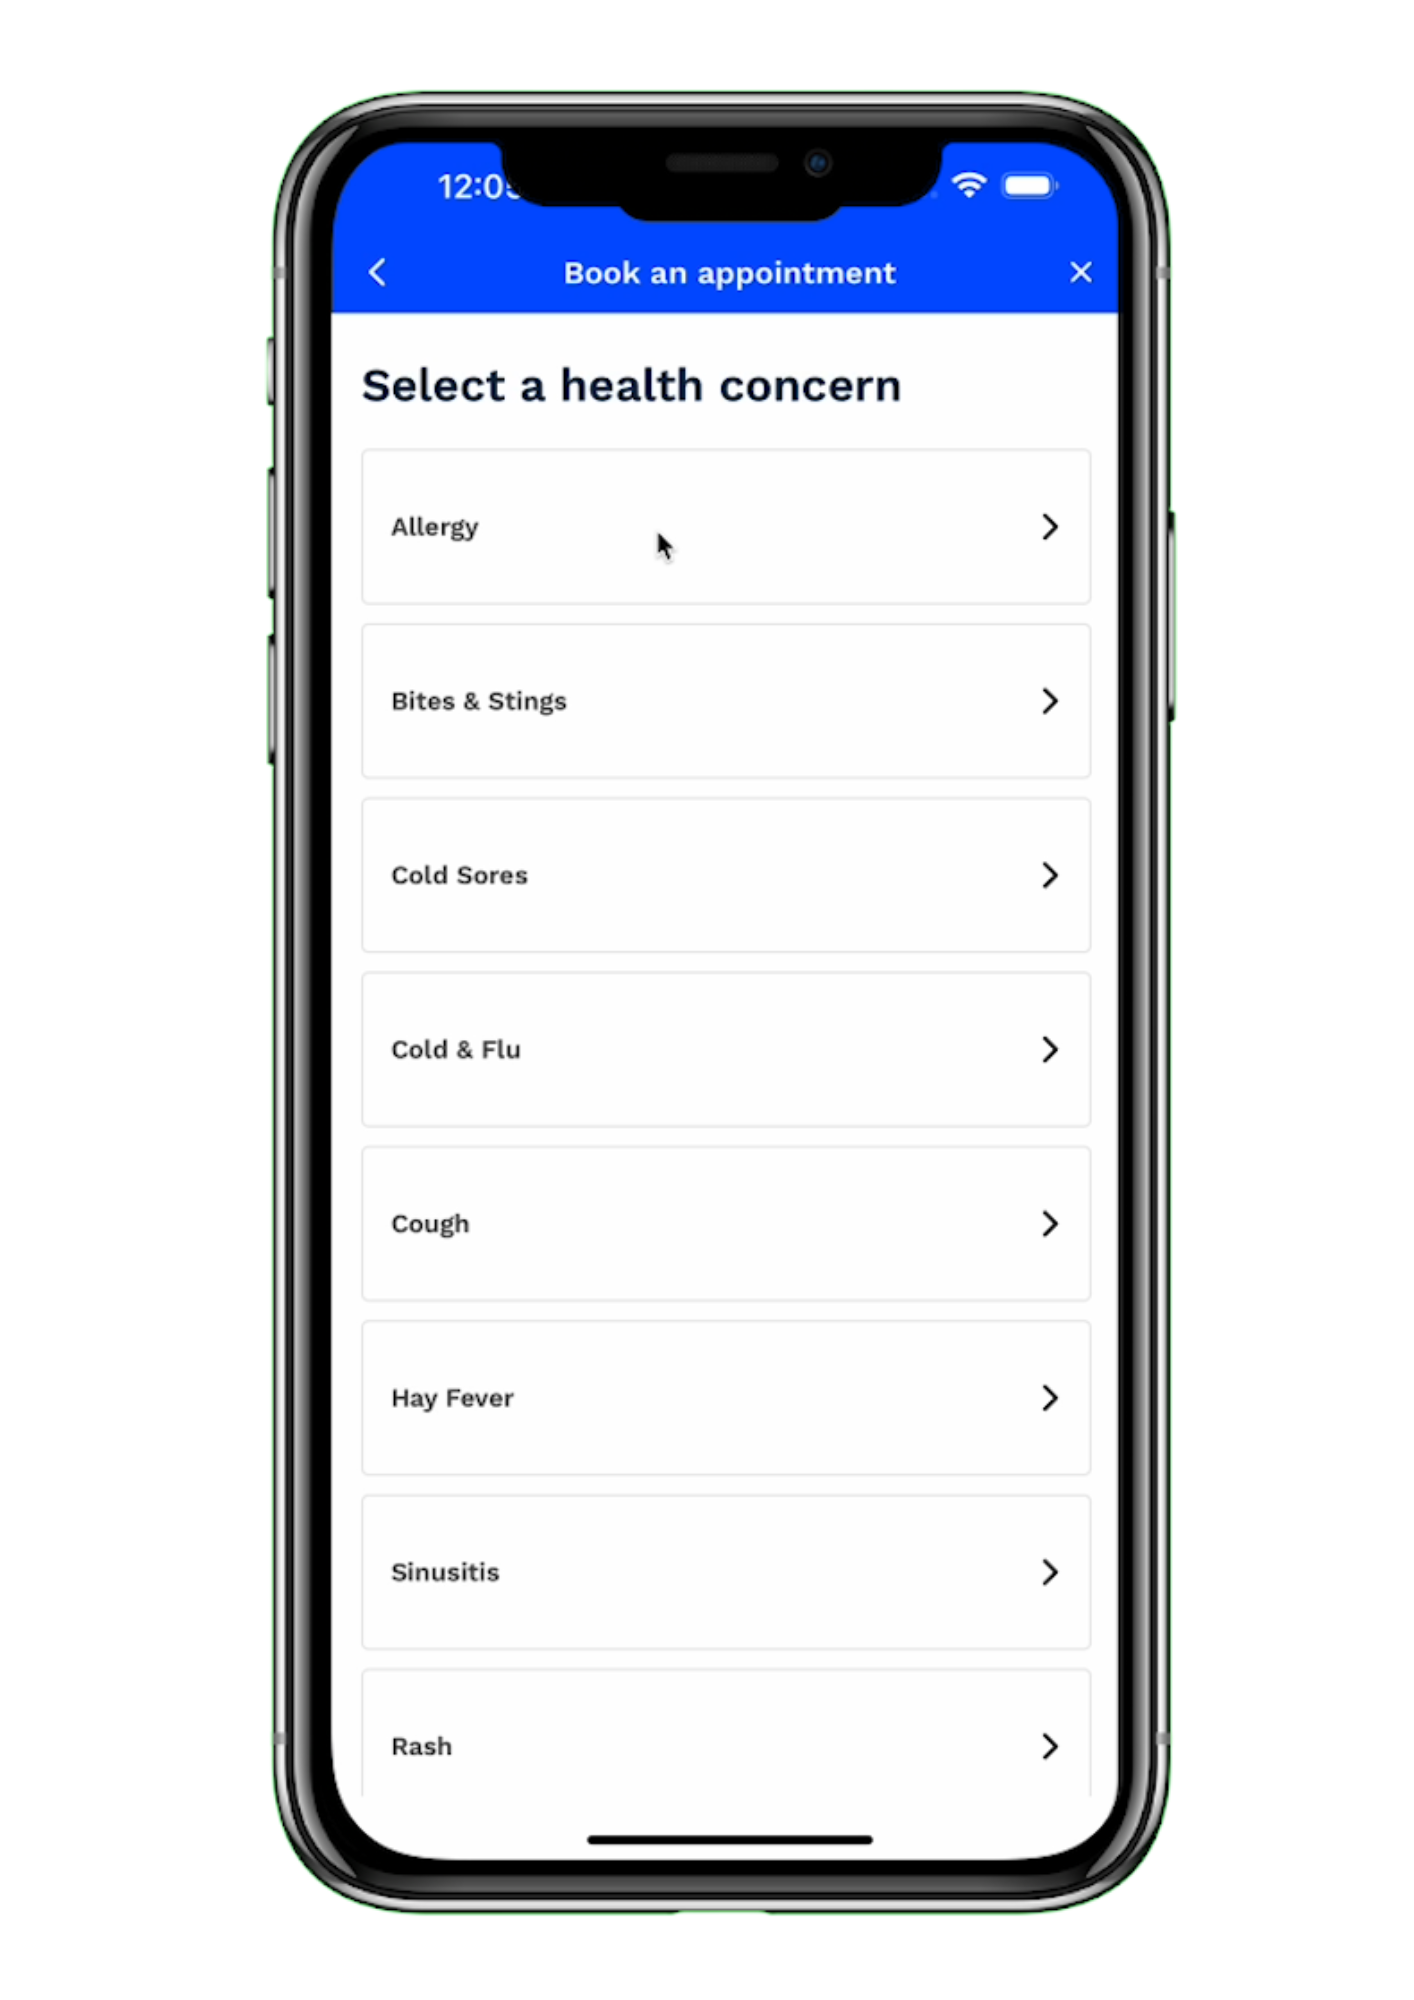 Book an appointment
Select a health concern
Allergy
Bites & Stings
Cold Sores
Cold & Flu
Cough
Hay Fever
Sinusitis
Rash